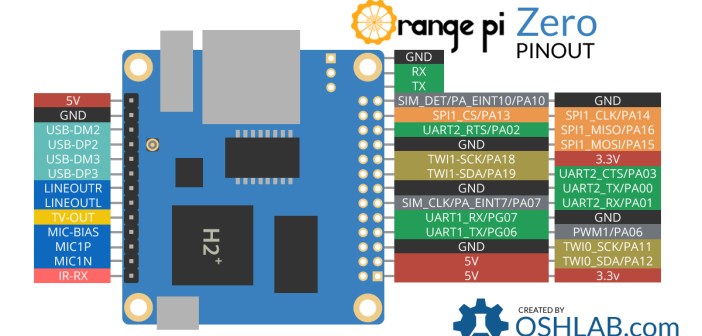 range pi Zero
PINOUT
GND
RX
TX
5V
GND
USB-DM2
USB-DP2
USB-DM3
USB-DP3
LINEOUTR
LINEOUTL
TV-OUT
MIC-BIAS
MIC1P
MIC1N
IR-RX
H2+
SIM_DET/PA_EINT10/PA10 GND
SPI1_CS/PA13 SPI1_CLK/PA14
UART2_RTS/PA02 SPI1_MISO/PA16
GND SPI1_MOSI/PA15
TWI1-SCK/PA18 3.3V
TWI1-SDA/PA19 UART2_CTS/PA03
GND UART2_TX/PA00
SIM_CLK/PA_EINT7/PA07 UART2_RX/PA01
UART1_RX/PG07 GND
UART1_TX/PG06 PWM1/PA06
GND TWI0_SCK/PA11
5V TWI0_SDA/PA12
5V 3.3v
CREATED BY
OSHLAB.com